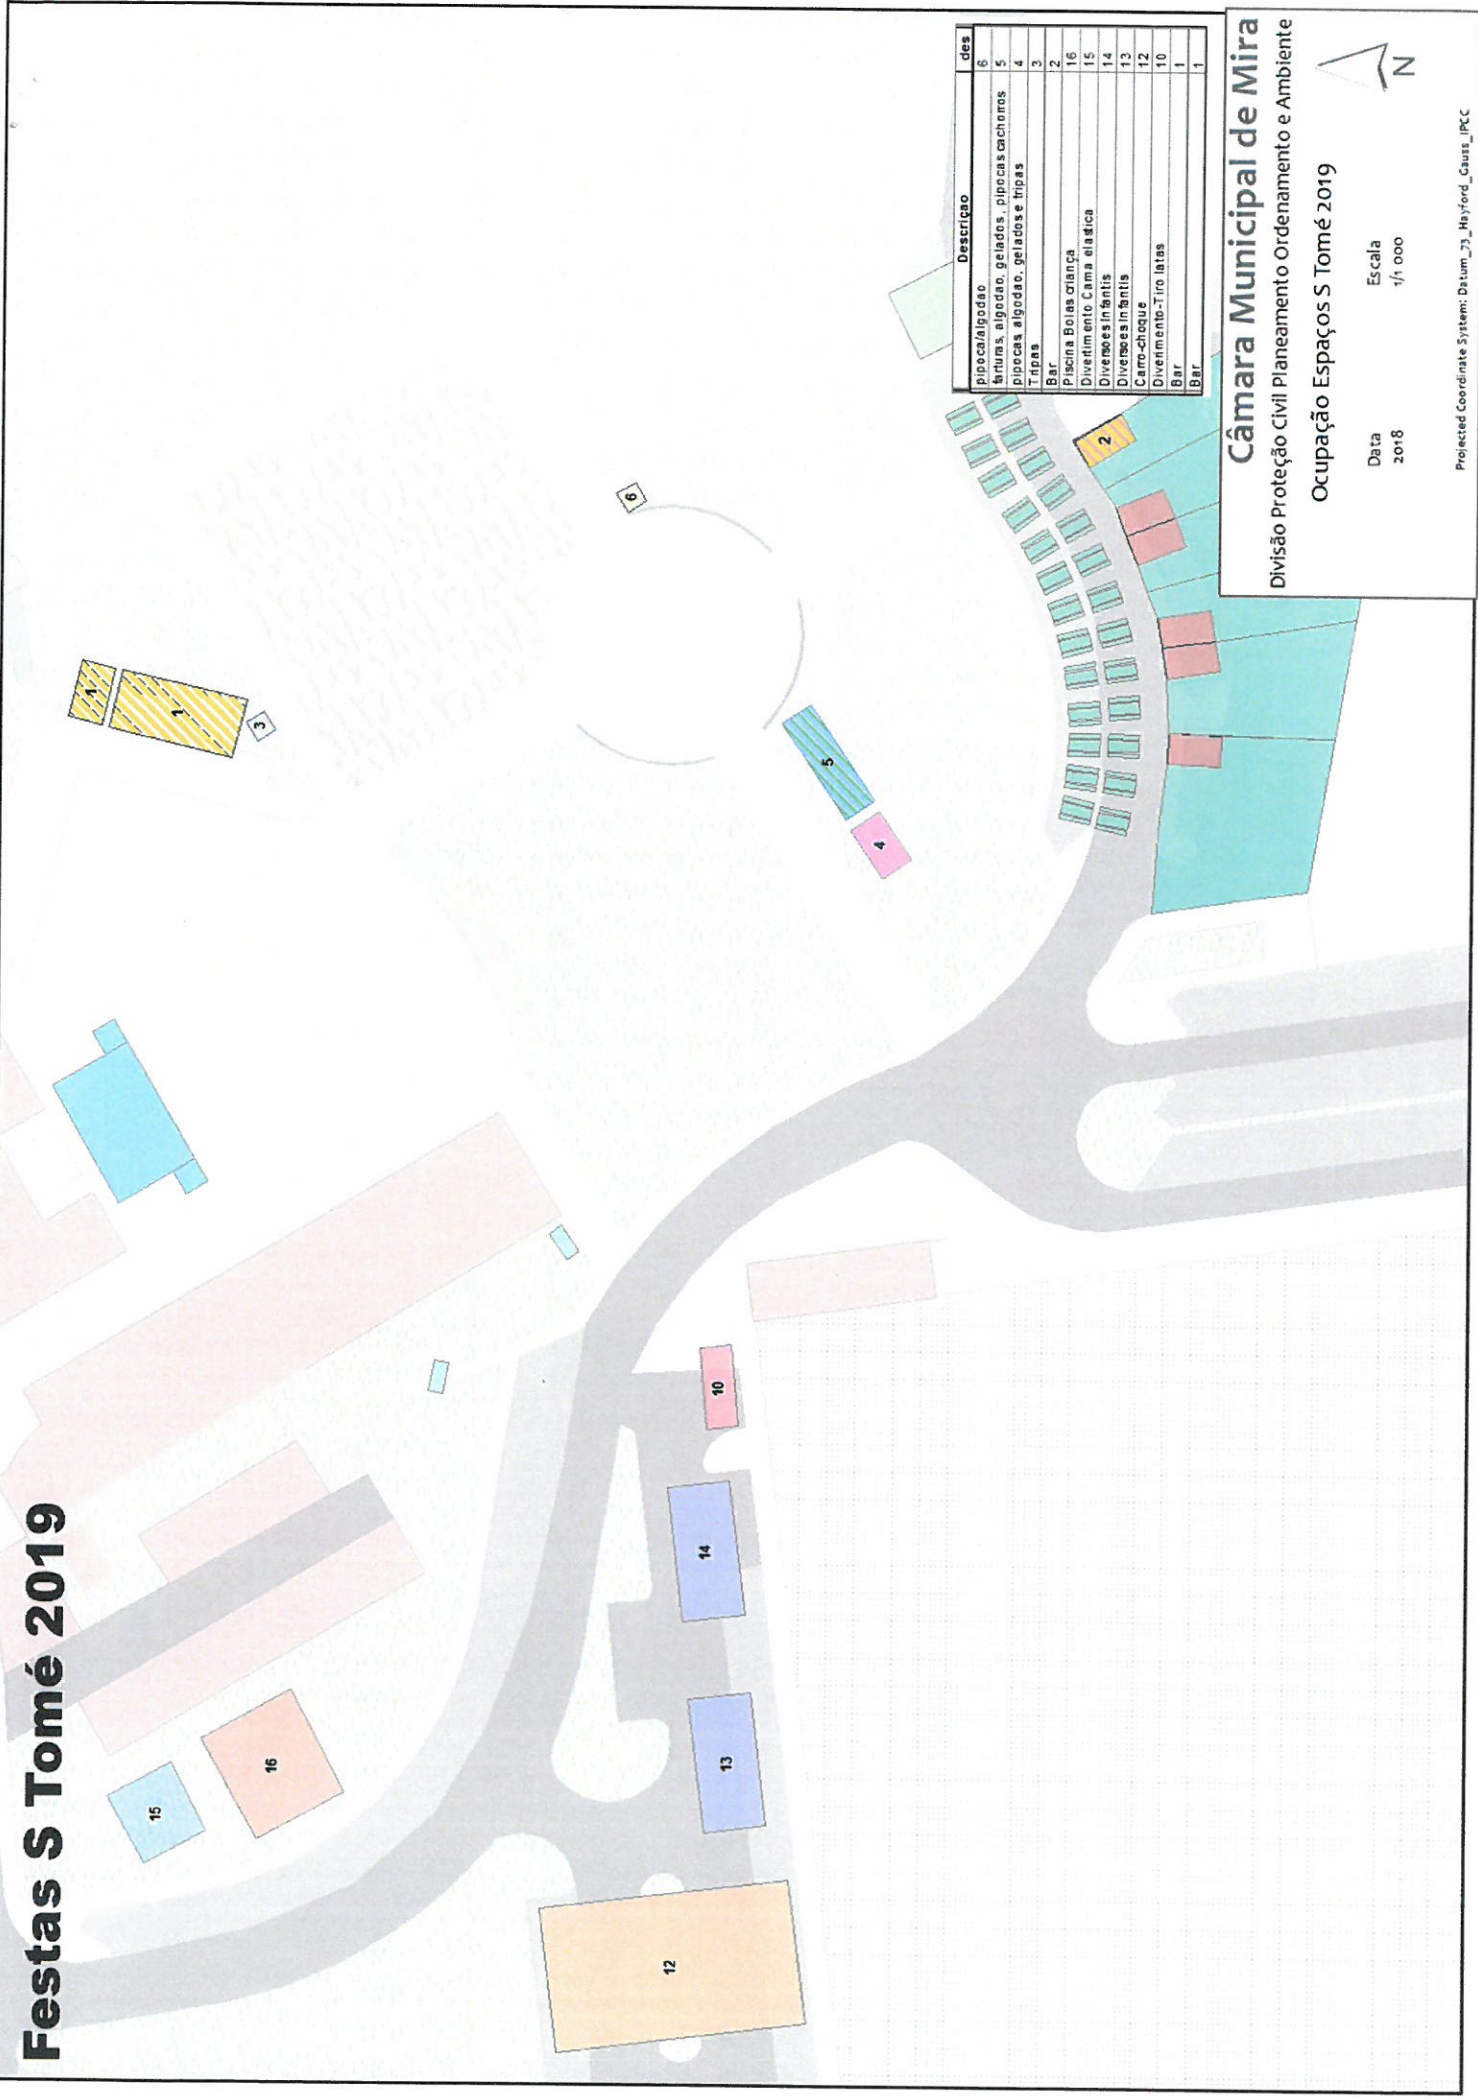 Festas S Tomé 2019
1
1
3
6
5
4
2
15
16
10
14
13
12
Descriçao des
pipoca/algodao 6
farturas, algodao, gelados, pipocas cachorros 5
pipocas, algodao, gelados e tripas 4
Tripas 3
Bar 2
Piscina Bolas criança 16
Divertimento Cama elastica 15
Diversoes Infantis 14
Diversoes Infantis 13
Carro-choque 12
Divertimento-Tiro latas 10
Bar 1
Bar 1
Câmara Municipal de Mira
Divisão Proteção Civil Planeamento Ordenamento e Ambiente
Ocupação Espaços S Tomé 2019
Data Escala
2018 1/1 000
N
Projected Coordinate System: Datum_73_Hayford_Gauss_IPCC